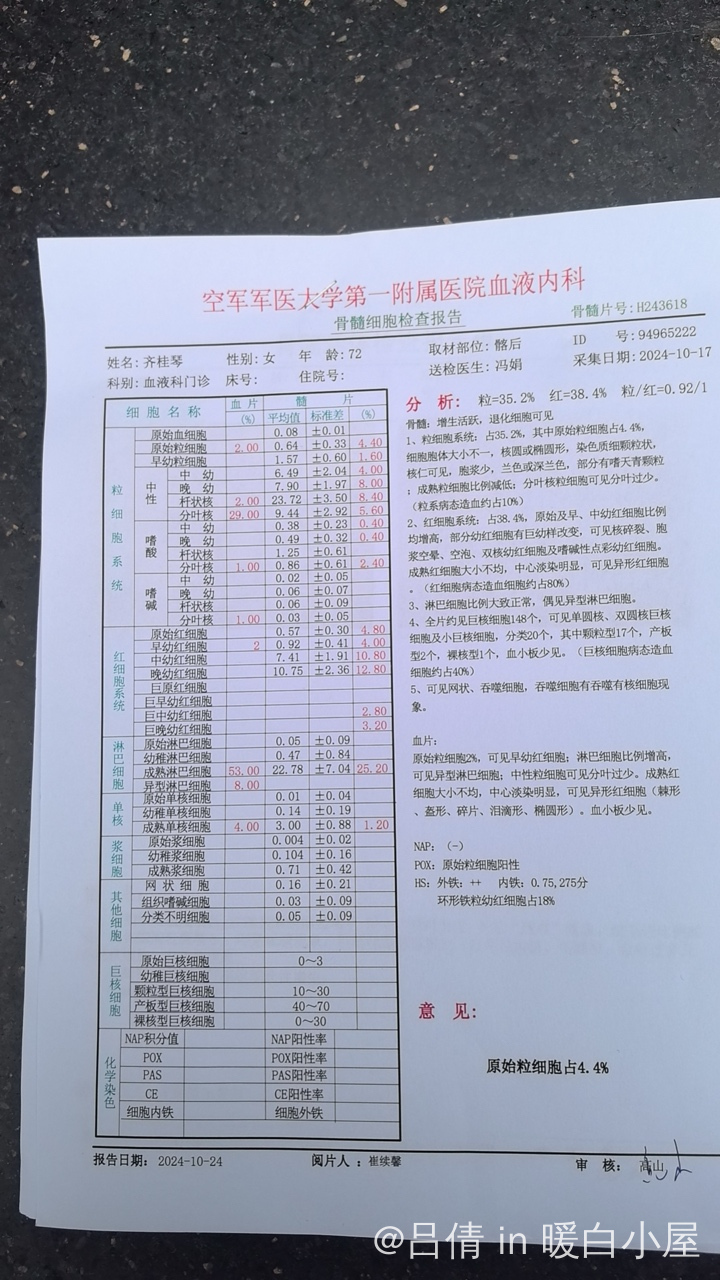 空军军医大学第一附属医院血液内科
骨髓细胞检查报告
骨髓片号:H243618
姓名:齐桂琴 性别:女 年 龄:72 取材部位:髂后 ID 号:94965222
科别:血液科门诊 床号: 住院号: 送检医生:冯娟 采集日期:2024-10-17
细 胞 名 称 血 片 髓 片
(%) 平均值 标准差 (%)
粒细胞系统
原始血细胞 0.08 ±0.01
原始粒细胞 2.00 0.64 ±0.33 4.40
早幼粒细胞 1.57 ±0.60 1.60
中性
中 幼 6.49 ±2.04 4.00
晚 幼 7.90 ±1.97 8.00
杆状核 2.00 23.72 ±3.50 8.40
分叶核 29.00 9.44 ±2.92 5.60
嗜酸
中 幼 0.38 ±0.23 0.40
晚 幼 0.49 ±0.32 0.40
杆状核 1.25 ±0.61
分叶核 1.00 0.86 ±0.61 2.40
嗜碱
中 幼 0.02 ±0.05
晚 幼 0.06 ±0.07
杆状核 0.06 ±0.09
分叶核 1.00 0.03 ±0.05
红细胞系统
原始红细胞 0.57 ±0.30 4.80
早幼红细胞 2 0.92 ±0.41 4.00
中幼红细胞 7.41 ±1.91 10.80
晚幼红细胞 10.75 ±2.36 12.80
巨原红细胞
巨早幼红细胞
巨中幼红细胞 2.80
巨晚幼红细胞 3.20
淋巴细胞
原始淋巴细胞 0.05 ±0.09
幼稚淋巴细胞 0.47 ±0.84
成熟淋巴细胞 53.00 22.78 ±7.04 25.20
异型淋巴细胞 8.00
单核
原始单核细胞 0.01 ±0.04
幼稚单核细胞 0.14 ±0.19
成熟单核细胞 4.00 3.00 ±0.88 1.20
浆细胞
原始浆细胞 0.004 ±0.02
幼稚浆细胞 0.104 ±0.16
成熟浆细胞 0.71 ±0.42
其他细胞
网 状 细 胞 0.16 ±0.21
组织嗜碱细胞 0.03 ±0.09
分类不明细胞 0.05 ±0.09
巨核细胞
原始巨核细胞 0～3
幼稚巨核细胞
颗粒型巨核细胞 10～30
产板型巨核细胞 40～70
裸核型巨核细胞 0～30
化学染色
NAP积分值 NAP阳性率
POX POX阳性率
PAS PAS阳性率
CE CE阳性率
细胞内铁 细胞外铁
分 析: 粒=35.2% 红=38.4% 粒/红=0.92/1
骨髓:增生活跃，退化细胞可见
1、粒细胞系统: 占35.2%，其中原始粒细胞占4.4%，
细胞胞体大小不一，核圆或椭圆形，染色质细颗粒状，
核仁可见，胞浆少，兰色或深兰色，部分有嗜天青颗粒
；成熟粒细胞比例减低；分叶核粒细胞可见分叶过少。
(粒系病态造血约占10%)
2、红细胞系统: 占38.4%，原始及早、中幼红细胞比例
均增高，部分幼红细胞有巨幼样改变，可见核碎裂、胞
浆空晕、空泡、双核幼红细胞及嗜碱性点彩幼红细胞。
成熟红细胞大小不均，中心淡染明显，可见异形红细胞
。(红细胞病态造血细胞约占80%)
3、淋巴细胞比例大致正常，偶见异型淋巴细胞。
4、全片约见巨核细胞148个，可见单圆核、双圆核巨核
细胞及小巨核细胞，分类20个，其中颗粒型17个，产板
型2个，裸核型1个，血小板少见。(巨核细胞病态造血
细胞约占40%)
5、可见网状、吞噬细胞，吞噬细胞有吞噬有核细胞现
象。
血片:
原始粒细胞2%，可见早幼红细胞；淋巴细胞比例增高，
可见异型淋巴细胞；中性粒细胞可见分叶过少。成熟红
细胞大小不均，中心淡染明显，可见异形红细胞（棘形
、盔形、碎片、泪滴形、椭圆形）。血小板少见。
NAP: （-）
POX: 原始粒细胞阳性
HS: 外铁: ++ 内铁: 0.75,275分
环形铁粒幼红细胞占18%
意 见:
原始粒细胞占4.4%
报告日期: 2024-10-24 阅片人 : 崔续馨 审 核: 高山
@吕倩 in 暖白小屋